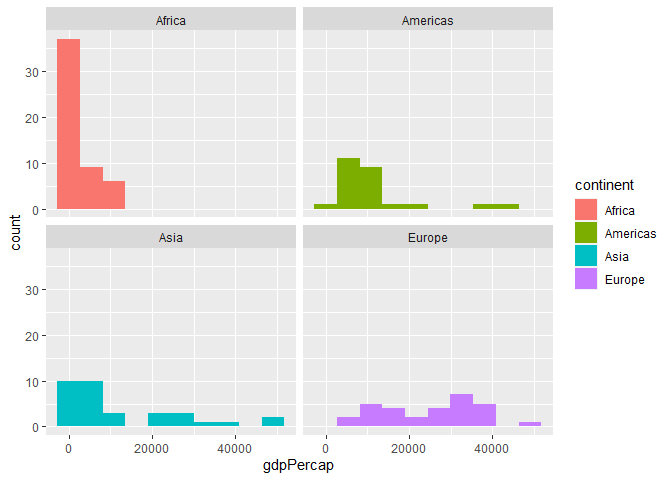 Africa
Americas
30
20
10
0
continent
Africa
Americas
Asia
Europe
count
Asia
Europe
30
20
10
0
0
20000
40000
0
20000
40000
gdpPercap